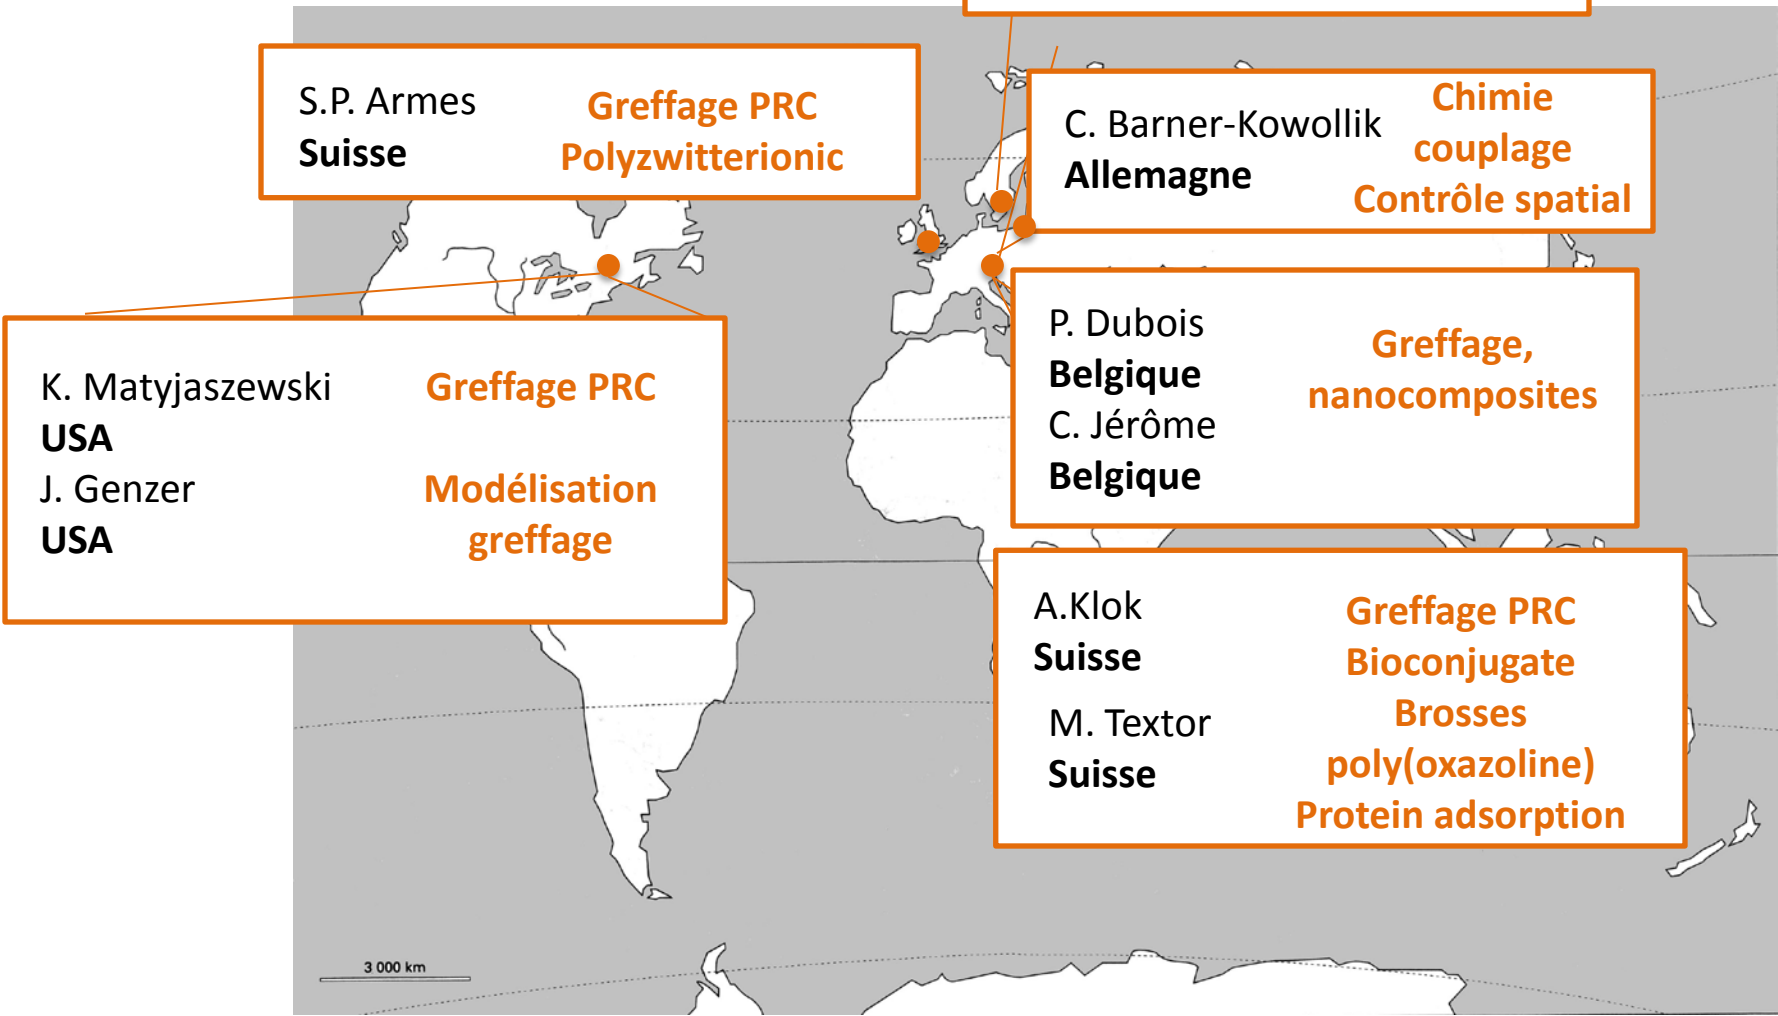 S.P. Armes
Suisse
Greffage PRC
Polyzwitterionic
C. Barner-Kowollik
Allemagne
Chimie
couplage
Contrôle spatial
K. Matyjaszewski
USA
J. Genzer
USA
Greffage PRC
Modélisation
greffage
P. Dubois
Belgique
C. Jérôme
Belgique
Greffage,
nanocomposites
A.Klok
Suisse
M. Textor
Suisse
Greffage PRC
Bioconjugate
Brosses
poly(oxazoline)
Protein adsorption
3 000 km